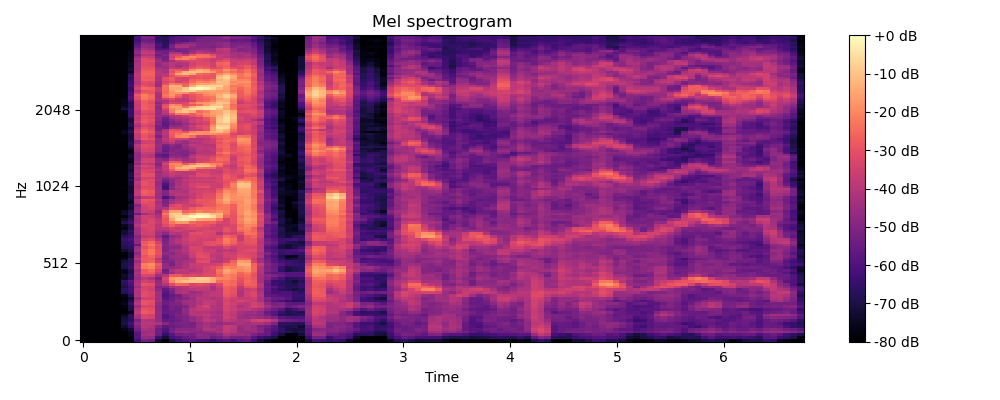 Mel spectrogram
Hz
2048
1024
512
0
0 1 2 3 4 5 6
Time
+0 dB
-10 dB
-20 dB
-30 dB
-40 dB
-50 dB
-60 dB
-70 dB
-80 dB